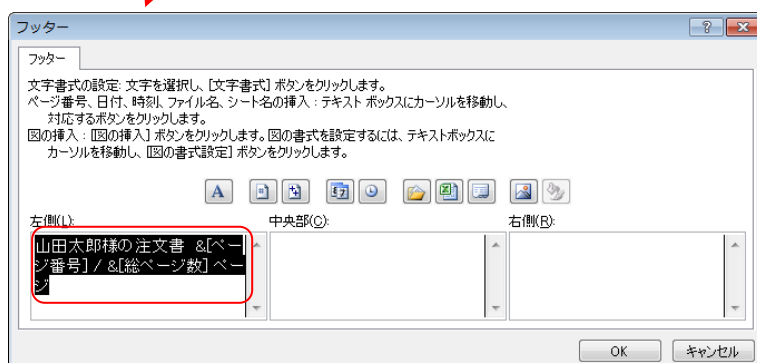 フッター
フッター
文字書式の設定: 文字を選択し、[文字書式] ボタンをクリックします。
ページ番号、日付、時刻、ファイル名、シート名の挿入 : テキスト ボックスにカーソルを移動し、
対応するボタンをクリックします。
図の挿入 : [図の挿入] ボタンをクリックします。図の書式を設定するには、テキストボックスに
カーソルを移動し、[図の書式設定] ボタンをクリックします。
A
左側(L):
中央部(C):
右側(R):
山田太郎様の注文書 &[ペー
ジ番号] / &[総ページ数] ペー
ジ
OK
キャンセル